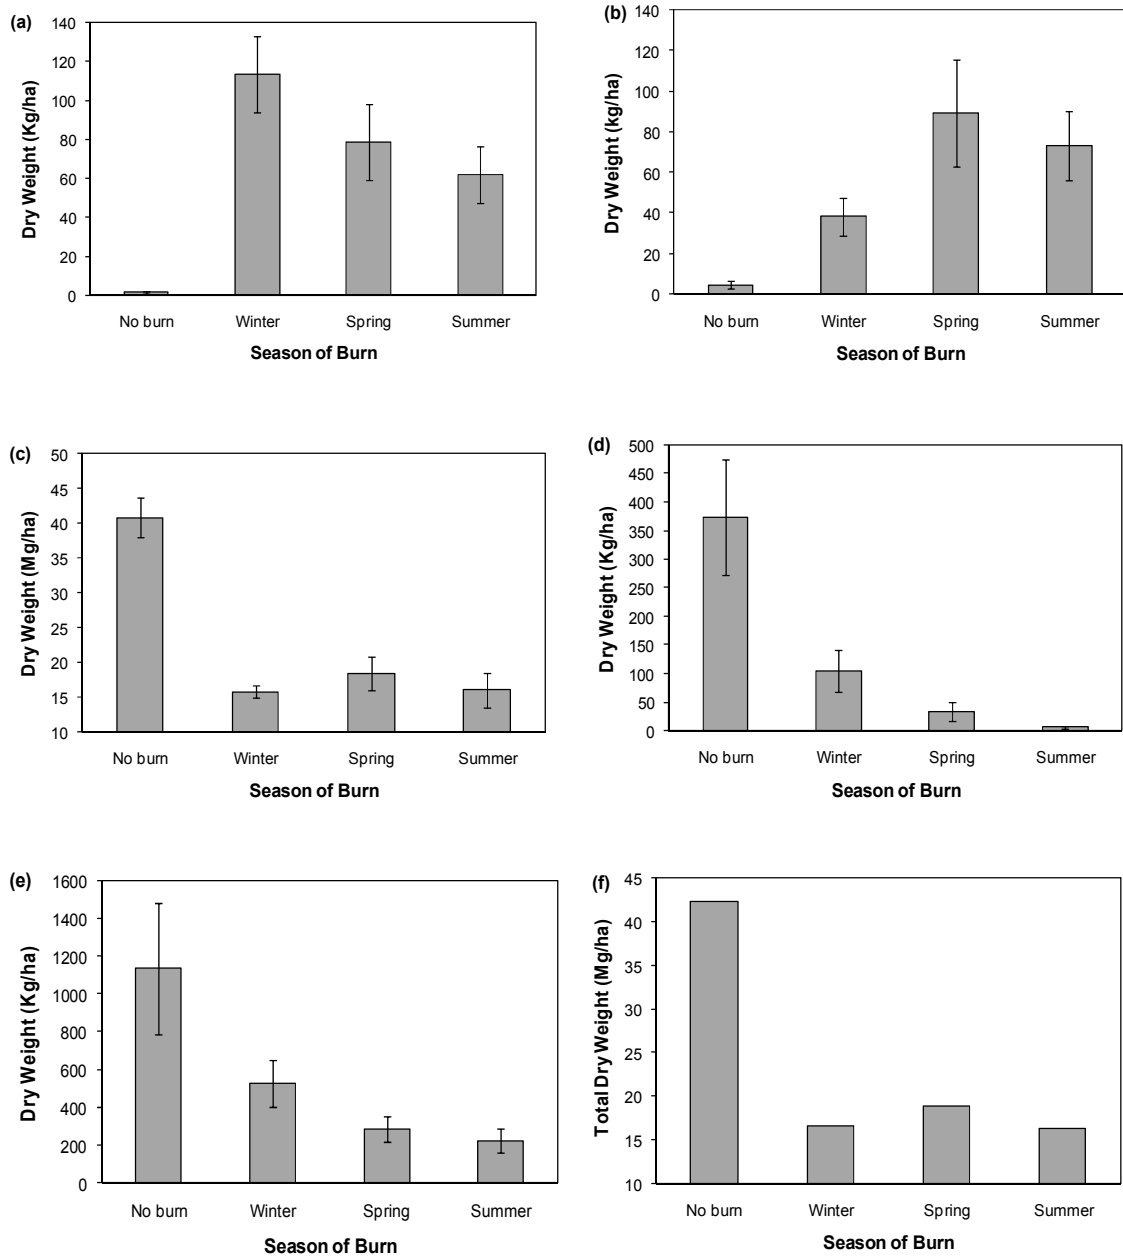 (a)
Dry Weight (Kg/ha)
140
120
100
80
60
40
20
0
No burn Winter Spring Summer
Season of Burn
(b)
Dry Weight (kg/ha)
140
120
100
80
60
40
20
0
No burn Winter Spring Summer
Season of Burn
(c)
Dry Weight (Mg/ha)
50
45
40
35
30
25
20
15
10
No burn Winter Spring Summer
Season of Burn
(d)
Dry Weight (Kg/ha)
500
450
400
350
300
250
200
150
100
50
0
No burn Winter Spring Summer
Season of Burn
(e)
Dry Weight (Kg/ha)
1600
1400
1200
1000
800
600
400
200
0
No burn Winter Spring Summer
Season of Burn
(f)
Total Dry Weight (Mg/ha)
45
40
35
30
25
20
15
10
No burn Winter Spring Summer
Season of Burn